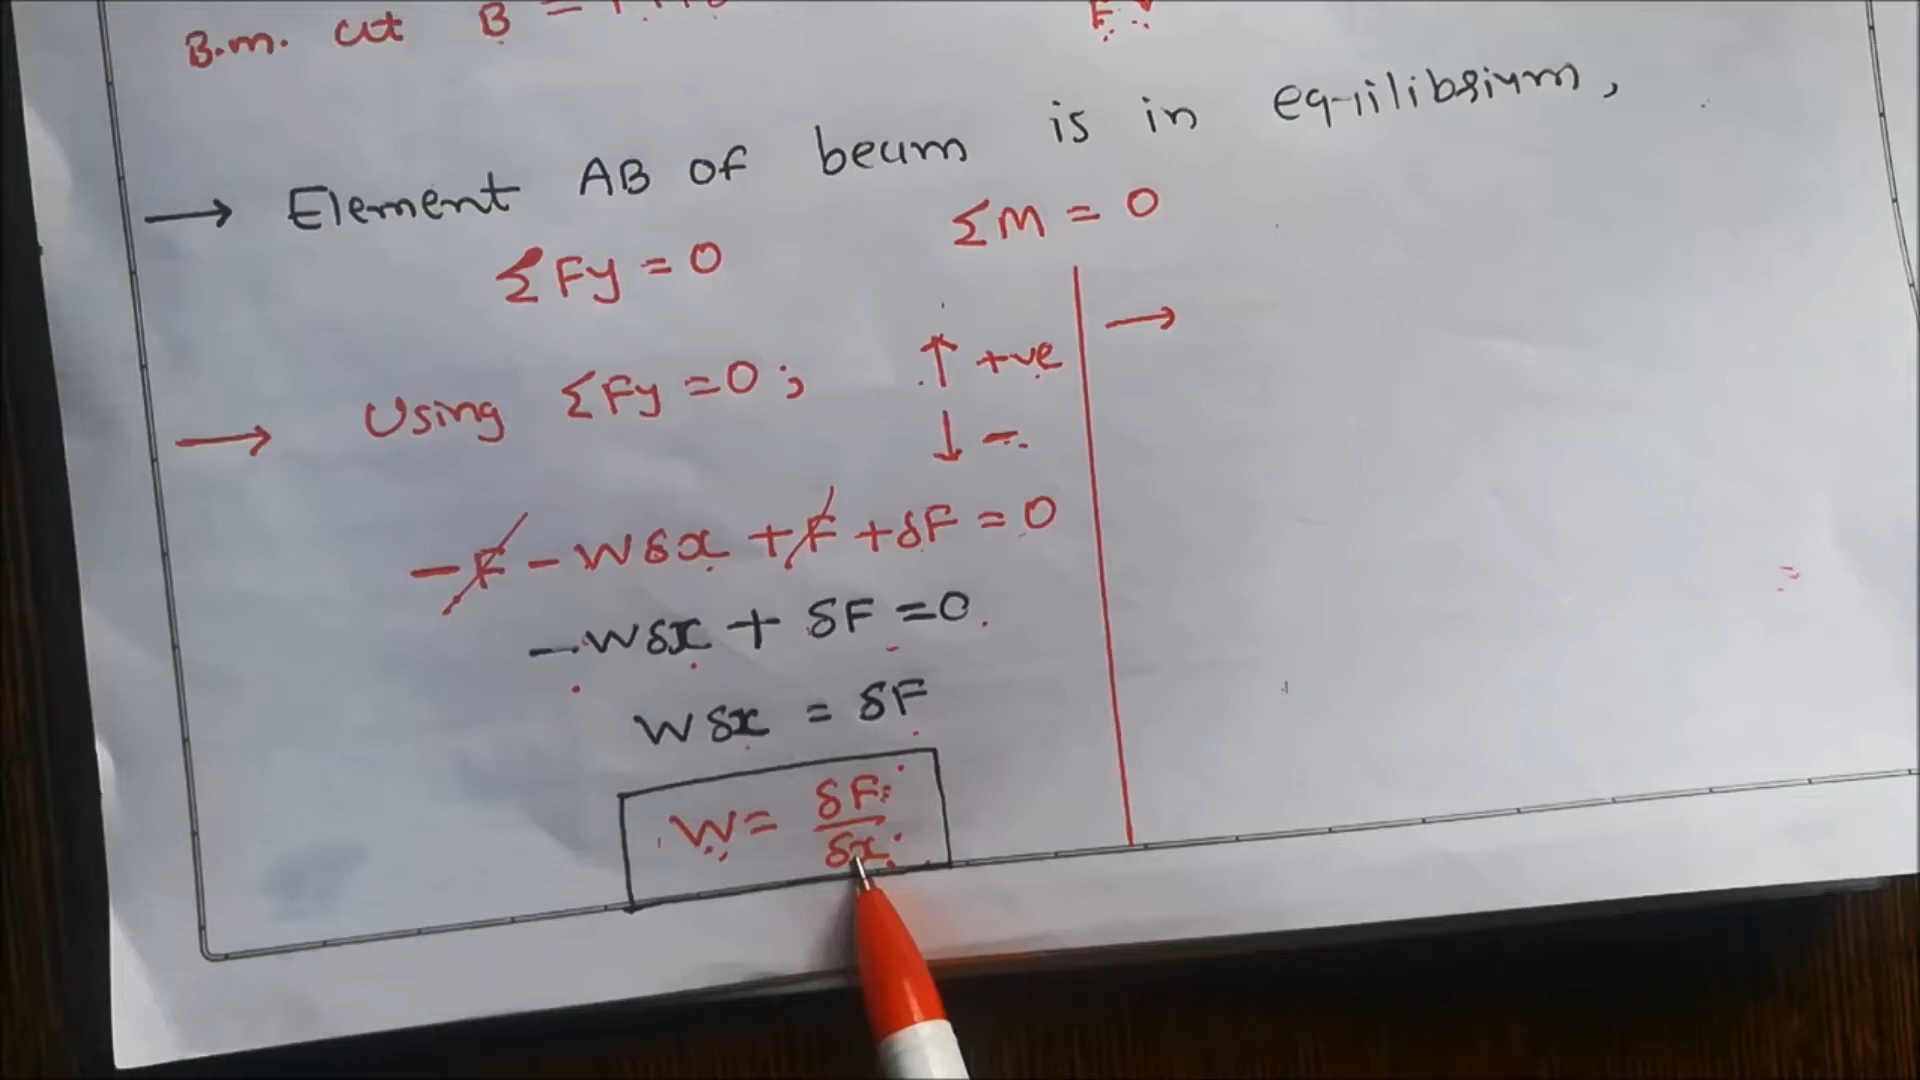 B.m. at B =
F
→ Element AB of beam is in equilibrium,
ΣFy = 0 ΣM = 0
→ Using ΣFy = 0 ; ↑ +ve →
↓ -
-F - wδx + F + δF = 0
-wδx + δF = 0
wδx = δF
w = δF/δx